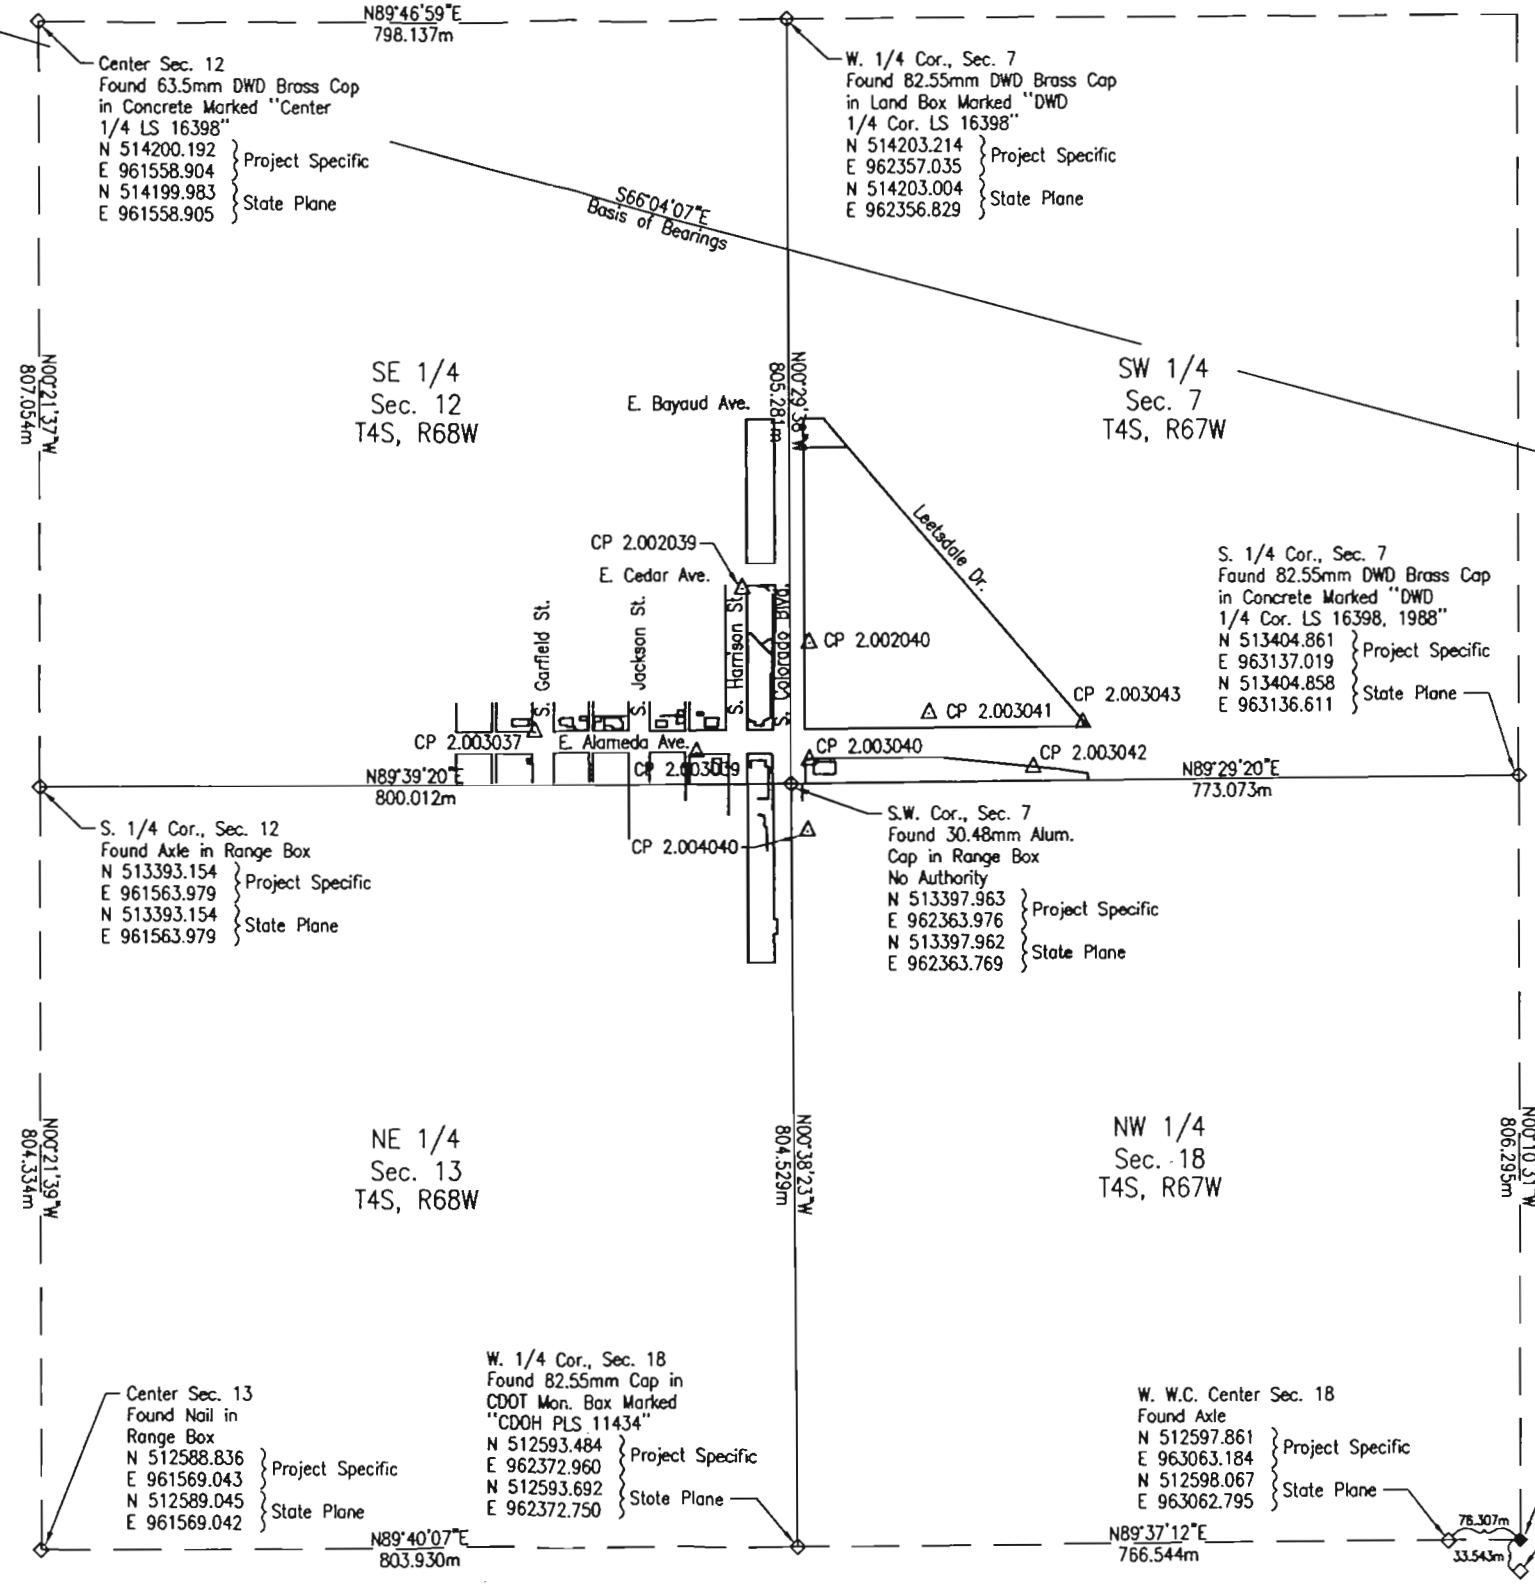 N89°46'59"E
798.137m
Center Sec. 12
Found 63.5mm DWD Brass Cap
in Concrete Marked "Center
1/4 LS 16398"
N 514200.192
E 961558.904
Project Specific
N 514199.983
E 961558.905
State Plane
W. 1/4 Cor., Sec. 7
Found 82.55mm DWD Brass Cap
in Land Box Marked "DWD
1/4 Cor. LS 16398"
N 514203.214
E 962357.035
Project Specific
N 514203.004
E 962356.829
State Plane
S66°04'07"E
Basis of Bearings
N00°21'37"W
807.054m
SE 1/4
Sec. 12
T4S, R68W
N00°29'38"W
805.281m
SW 1/4
Sec. 7
T4S, R67W
E. Bayaud Ave.
Leetsdale Dr.
CP 2.002039
E. Cedar Ave.
S. Garfield St.
S. Jackson St.
S. Harrison St.
S. Colorado Blvd.
CP 2.002040
S. 1/4 Cor., Sec. 7
Found 82.55mm DWD Brass Cap
in Concrete Marked "DWD
1/4 Cor. LS 16398, 1988"
N 513404.861
E 963137.019
Project Specific
N 513404.858
E 963136.611
State Plane
CP 2.003043
CP 2.003041
CP 2.003037
E. Alameda Ave.
CP 2.003040
CP 2.003042
CP 2.003039
N89°39'20"E
800.012m
N89°29'20"E
773.073m
S. 1/4 Cor., Sec. 12
Found Axle in Range Box
N 513393.154
E 961563.979
Project Specific
N 513393.154
E 961563.979
State Plane
CP 2.004040
S.W. Cor., Sec. 7
Found 30.48mm Alum.
Cap in Range Box
No Authority
N 513397.963
E 962363.976
Project Specific
N 513397.962
E 962363.769
State Plane
N00°21'39"W
804.334m
NE 1/4
Sec. 13
T4S, R68W
N00°38'23"W
804.529m
NW 1/4
Sec. 18
T4S, R67W
N00°10'31"W
806.295m
Center Sec. 13
Found Nail in
Range Box
N 512588.836
E 961569.043
Project Specific
N 512589.045
E 961569.042
State Plane
W. 1/4 Cor., Sec. 18
Found 82.55mm Cap in
CDOT Mon. Box Marked
"CDOH PLS 11434"
N 512593.484
E 962372.960
Project Specific
N 512593.692
E 962372.750
State Plane
W. W.C. Center Sec. 18
Found Axle
N 512597.861
E 963063.184
Project Specific
N 512598.067
E 963062.795
State Plane
N89°40'07"E
803.930m
N89°37'12"E
766.544m
76.307m
33.543m